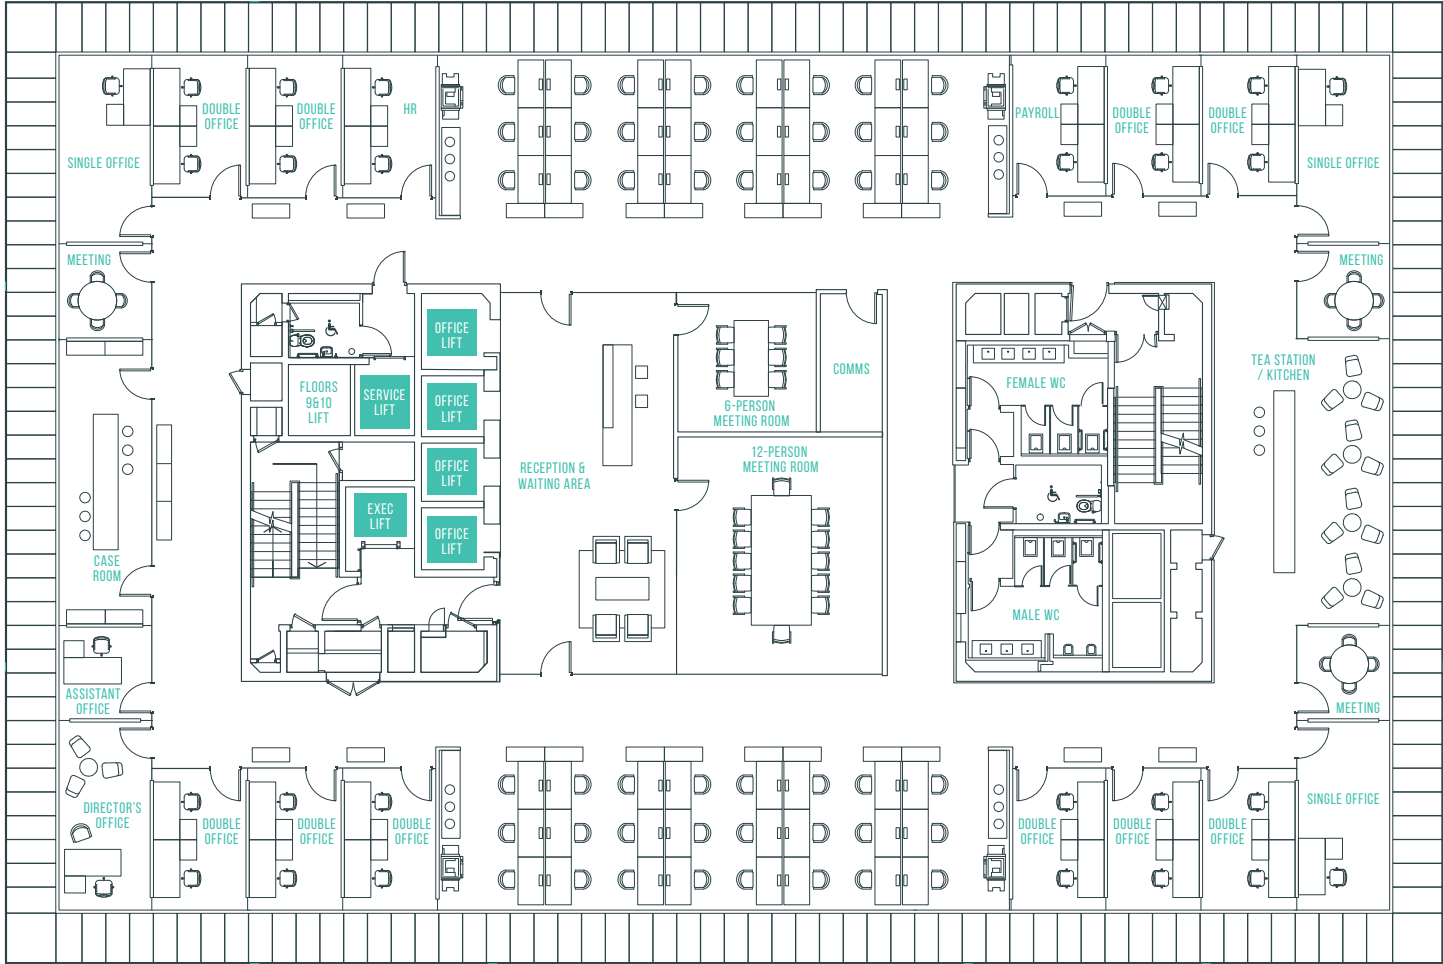 DOUBLE
OFFICE
DOUBLE
OFFICE
HR
PAYROLL
DOUBLE
OFFICE
DOUBLE
OFFICE
SINGLE OFFICE
SINGLE OFFICE
MEETING
MEETING
OFFICE
LIFT
FLOORS
9&10
LIFT
SERVICE
LIFT
OFFICE
LIFT
6-PERSON
MEETING ROOM
COMMS
FEMALE WC
TEA STATION
/ KITCHEN
RECEPTION &
WAITING AREA
12-PERSON
MEETING ROOM
OFFICE
LIFT
EXEC
LIFT
OFFICE
LIFT
CASE
ROOM
MALE WC
ASSISTANT
OFFICE
MEETING
DIRECTOR'S
OFFICE
DOUBLE
OFFICE
DOUBLE
OFFICE
DOUBLE
OFFICE
DOUBLE
OFFICE
DOUBLE
OFFICE
DOUBLE
OFFICE
SINGLE OFFICE